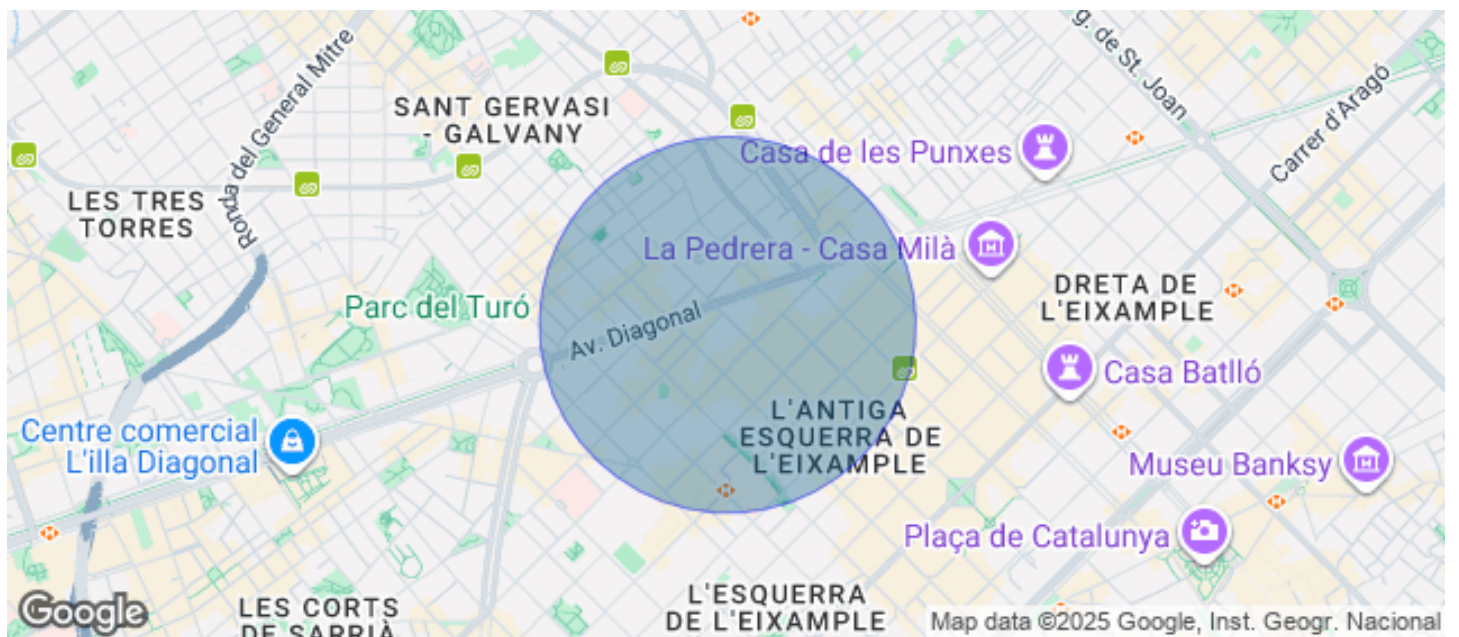 Ronda del General Mitre
SANT GERVASI
- GALVANY
g. de St. Joan
Carrer d'Aragó
Casa de les Punxes
LES TRES
TORRES
La Pedrera - Casa Milà
DRETA DE
L'EIXAMPLE
Parc del Turó
Av. Diagonal
Casa Batlló
L'ANTIGA
ESQUERRA DE
L'EIXAMPLE
Centre comercial
L'illa Diagonal
Museu Banksy
Plaça de Catalunya
L'ESQUERRA
DE L'EIXAMPLE
LES CORTS
DE SARRIÀ
Google
Map data ©2025 Google, Inst. Geogr. Nacional